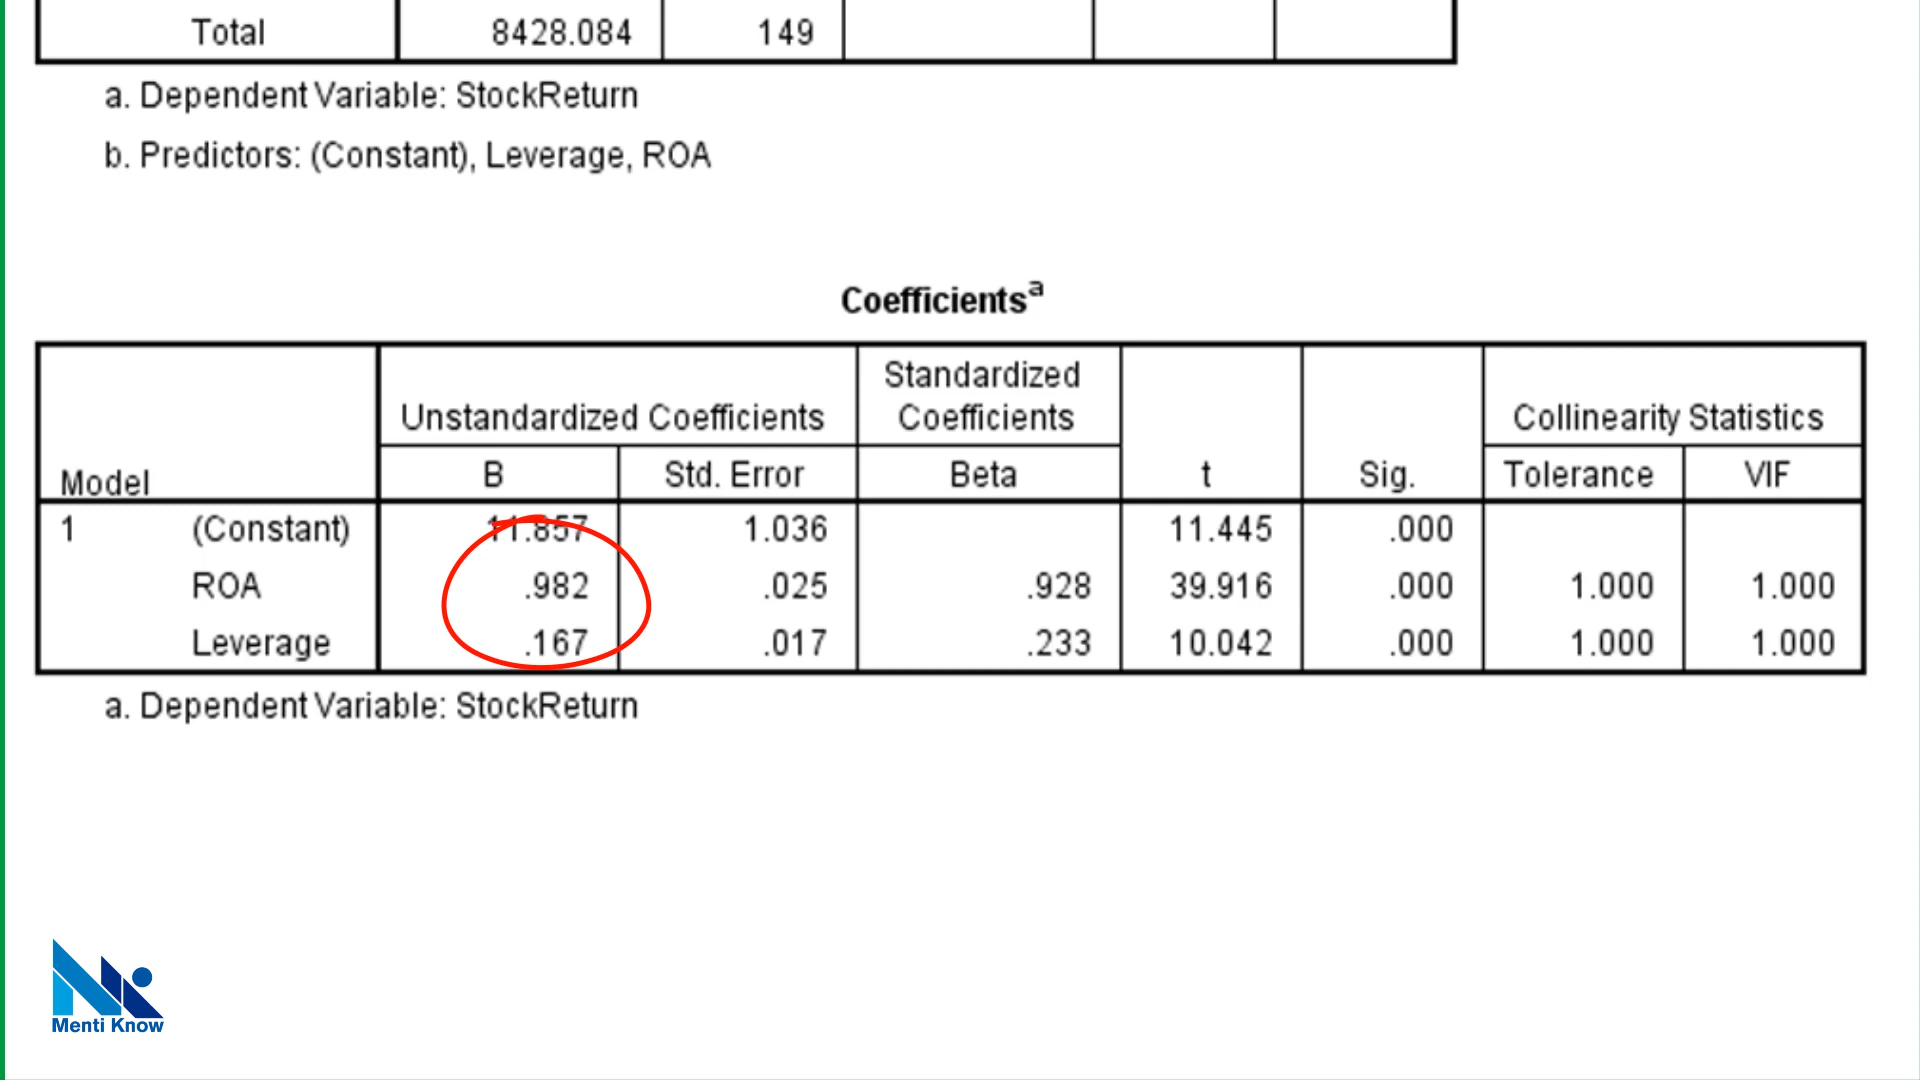 Total 8428.084 149
a. Dependent Variable: StockReturn
b. Predictors: (Constant), Leverage, ROA
Coefficientsa
Model Unstandardized Coefficients Standardized Coefficients t Sig. Collinearity Statistics
B Std. Error Beta Tolerance VIF
1 (Constant) 11.857 1.036 11.445 .000
ROA .982 .025 .928 39.916 .000 1.000 1.000
Leverage .167 .017 .233 10.042 .000 1.000 1.000
a. Dependent Variable: StockReturn
Menti Know